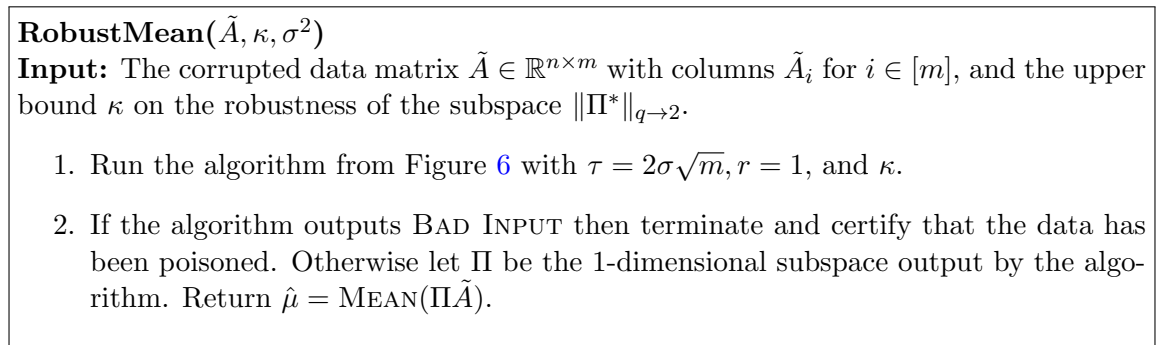 RobustMean(Ã, κ, σ²)
Input: The corrupted data matrix Ã ∈ ℝⁿˣᵐ with columns Ãᵢ for i ∈ [m], and the upper
bound κ on the robustness of the subspace ‖Π*‖q→2.
1. Run the algorithm from Figure 6 with τ = 2σ√m, r = 1, and κ.
2. If the algorithm outputs BAD INPUT then terminate and certify that the data has
been poisoned. Otherwise let Π be the 1-dimensional subspace output by the algo-
rithm. Return μ̂ = MEAN(ΠÃ).